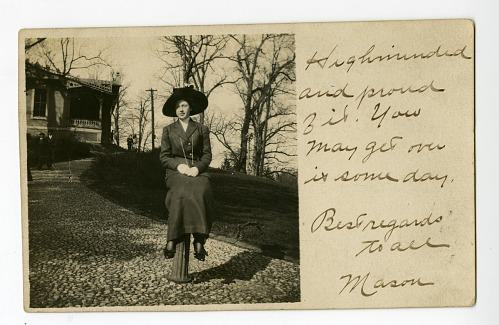 Highminded
and proud
of it. You
may get over
it some day.
Best regards
to all
Mason